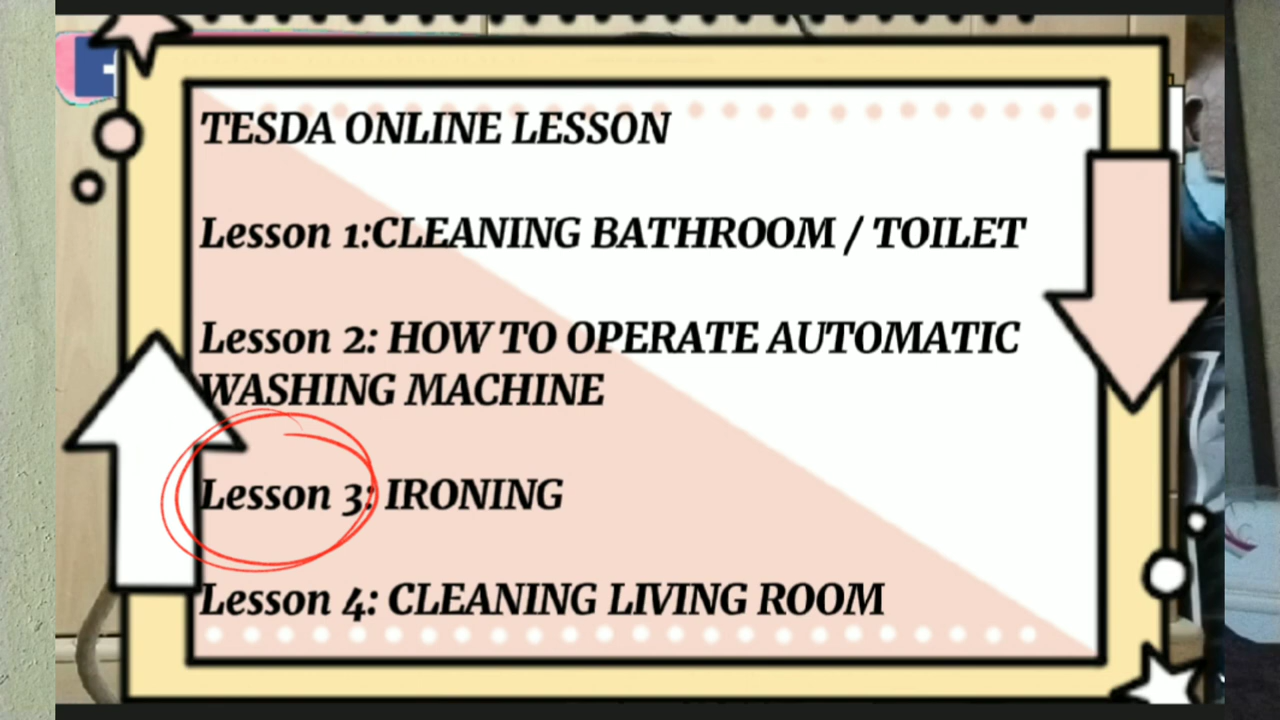 TESDA ONLINE LESSON
Lesson 1:CLEANING BATHROOM / TOILET
Lesson 2: HOW TO OPERATE AUTOMATIC
WASHING MACHINE
Lesson 3: IRONING
Lesson 4: CLEANING LIVING ROOM